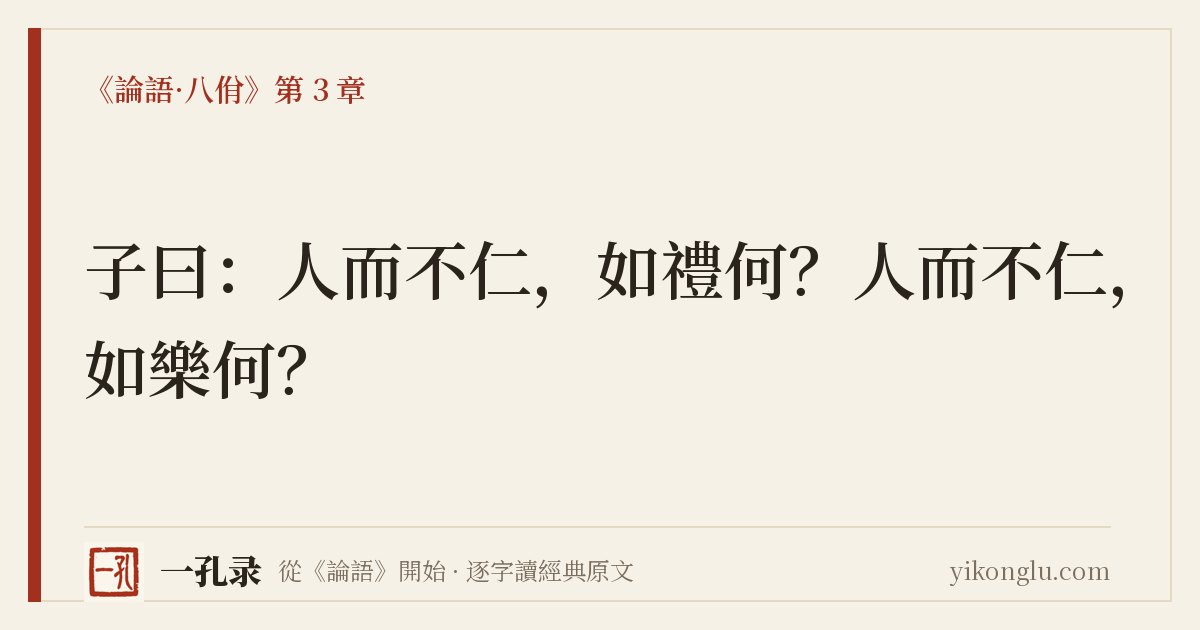 《論語·八佾》第 3 章
子曰：人而不仁，如禮何？人而不仁，
如樂何？
一孔
一孔录 從《論語》開始 · 逐字讀經典原文 yikonglu.com